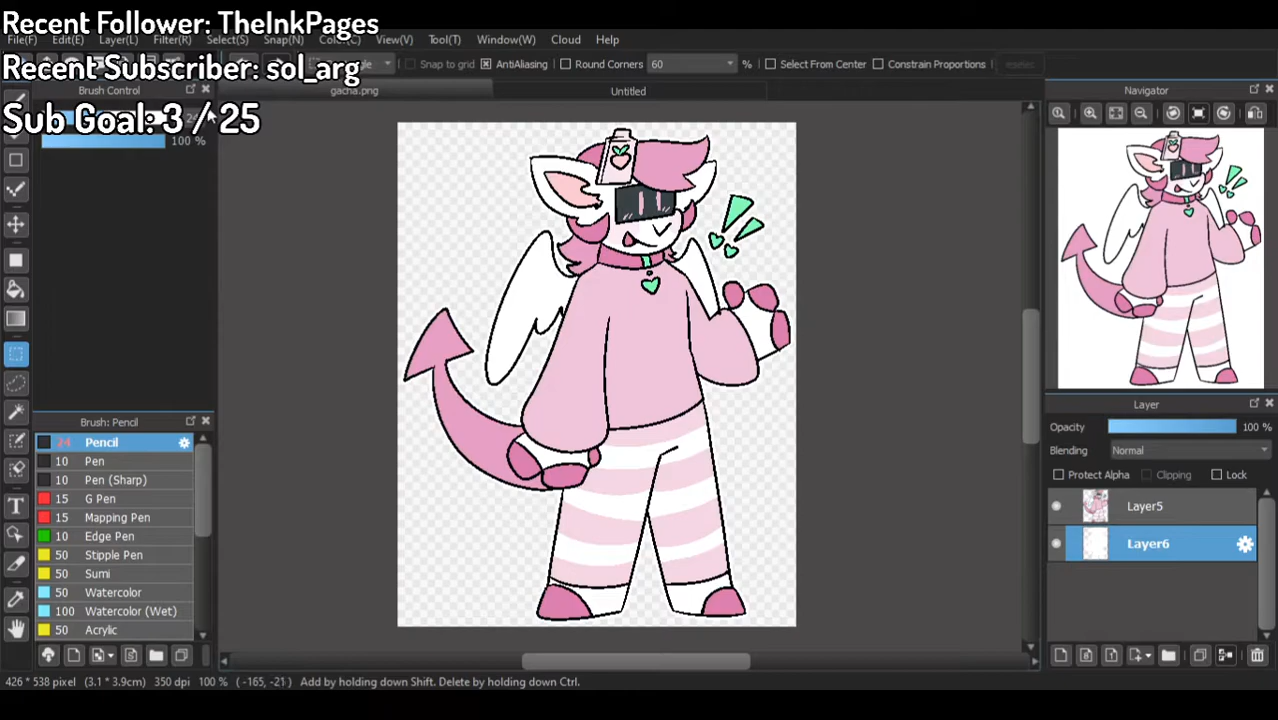 Recent Follower: TheInkPages
File(F) Edit(E) Layer(L) Filter(R) Select(S) Snap(N) Color(C) View(V) Tool(T) Window(W) Cloud Help
Recent Subscriber: sol_arg
Snap to grid AntiAliasing Round Corners 60 % Select From Center Constrain Proportions
Brush Control gacha.png Untitled Navigator
Sub Goal: 3 / 25
100 %
Layer
Opacity 100 %
Blending Normal
Protect Alpha Clipping Lock
Layer5
Layer6
Brush: Pencil
24 Pencil
10 Pen
10 Pen (Sharp)
15 G Pen
15 Mapping Pen
10 Edge Pen
50 Stipple Pen
50 Sumi
50 Watercolor
100 Watercolor (Wet)
50 Acrylic
426 * 538 pixel (3.1 * 3.9cm) 350 dpi 100 % ( -165, -21) Add by holding down Shift. Delete by holding down Ctrl.